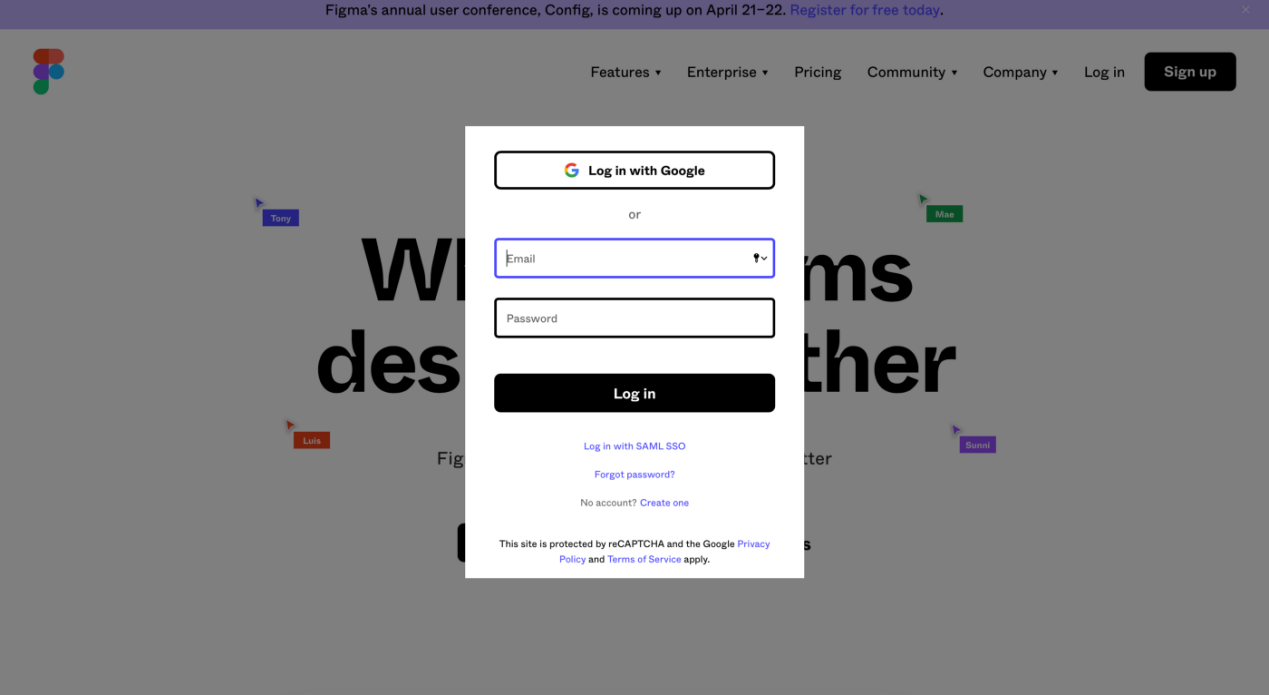 Figma's annual user conference, Config, is coming up on April 21–22. Register for free today.
Features
Enterprise
Pricing
Community
Company
Log in
Sign up
Log in with Google
or
Email
Password
Log in
Log in with SAML SSO
Forgot password?
No account? Create one
This site is protected by reCAPTCHA and the Google Privacy
Policy and Terms of Service apply.
Tony
Mae
Luis
Sunni